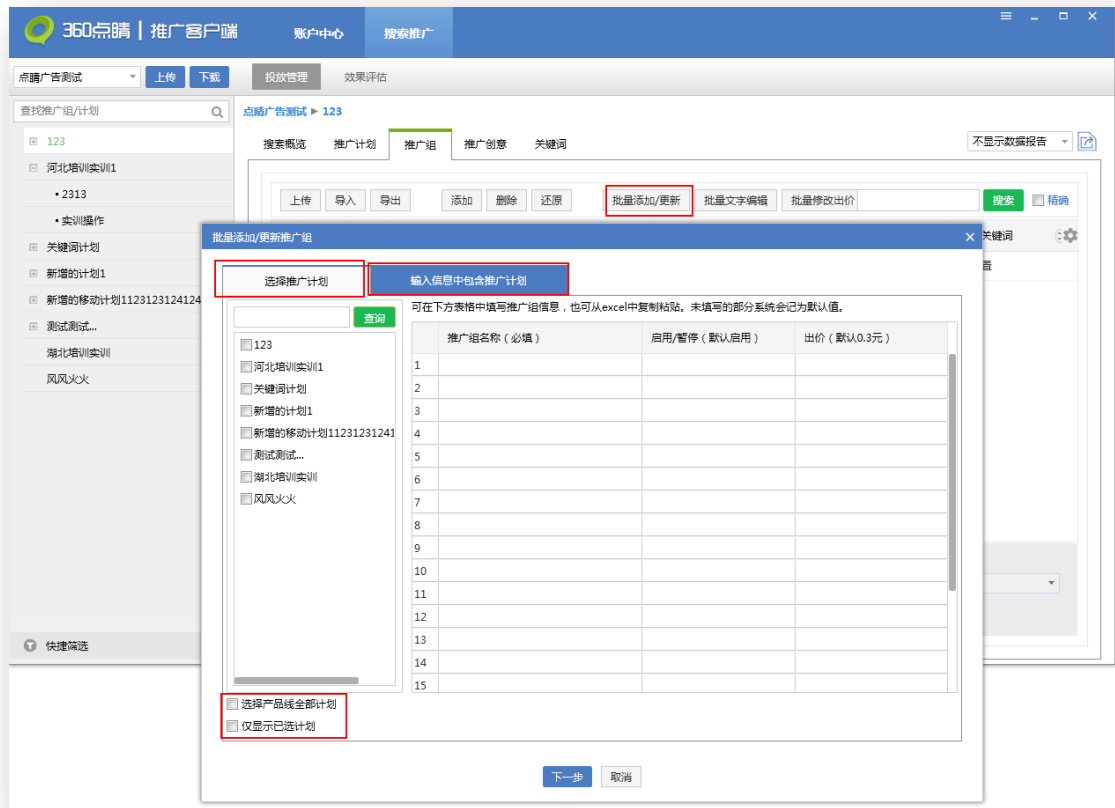 360点睛 | 推广客户端 账户中心 搜索推广
点睛广告测试 上传 下载 投放管理 效果评估
查找推广组/计划
点睛广告测试 ▶ 123
123
河北培训实训1
•2313
•实训操作
关键词计划
新增的计划1
新增的移动计划1123123124124
测试测试...
湖北培训实训
风风火火
快捷筛选
搜索概览 推广计划 推广组 推广创意 关键词 不显示数据报告
上传 导入 导出 添加 删除 还原 批量添加/更新 批量文字编辑 批量修改出价 搜索 精确
关键词
置
批量添加/更新推广组
选择推广计划 输入信息中包含推广计划
查询
123
河北培训实训1
关键词计划
新增的计划1
新增的移动计划11231231241
测试测试...
湖北培训实训
风风火火
选择产品线全部计划
仅显示已选计划
可在下方表格中填写推广组信息，也可从excel中复制粘贴。未填写的部分系统会记为默认值。
推广组名称（必填） 启用/暂停（默认启用） 出价（默认0.3元）
1
2
3
4
5
6
7
8
9
10
11
12
13
14
15
下一步 取消